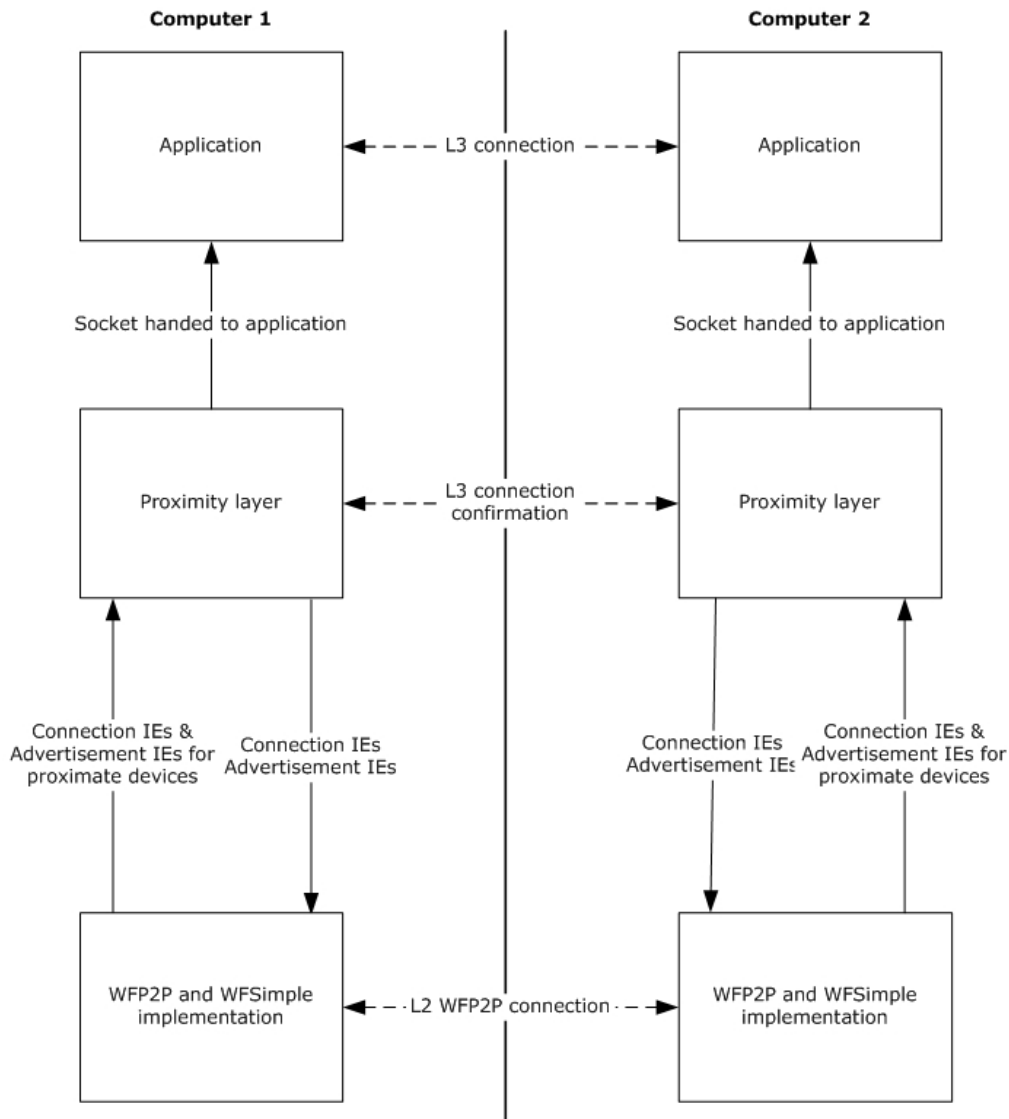 Computer 1
Computer 2
Application
L3 connection
Application
Socket handed to application
Socket handed to application
Proximity layer
L3 connection
confirmation
Proximity layer
Connection IEs &
Advertisement IEs for
proximate devices
Connection IEs
Advertisement IEs
Connection IEs
Advertisement IEs
Connection IEs &
Advertisement IEs for
proximate devices
WFP2P and WFSimple
implementation
L2 WFP2P connection
WFP2P and WFSimple
implementation